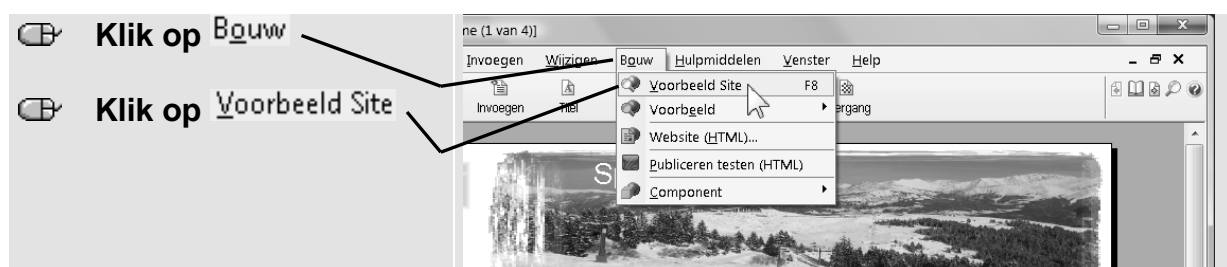 Klik op Bouw
Klik op Voorbeeld Site
me (1 van 4)]
Invoegen Wijzigen Bouw Hulpmiddelen Venster Help
Invoegen Titel ergang
Voorbeeld Site F8
Voorbeeld
Website (HTML)...
Publiceren testen (HTML)
Component
S